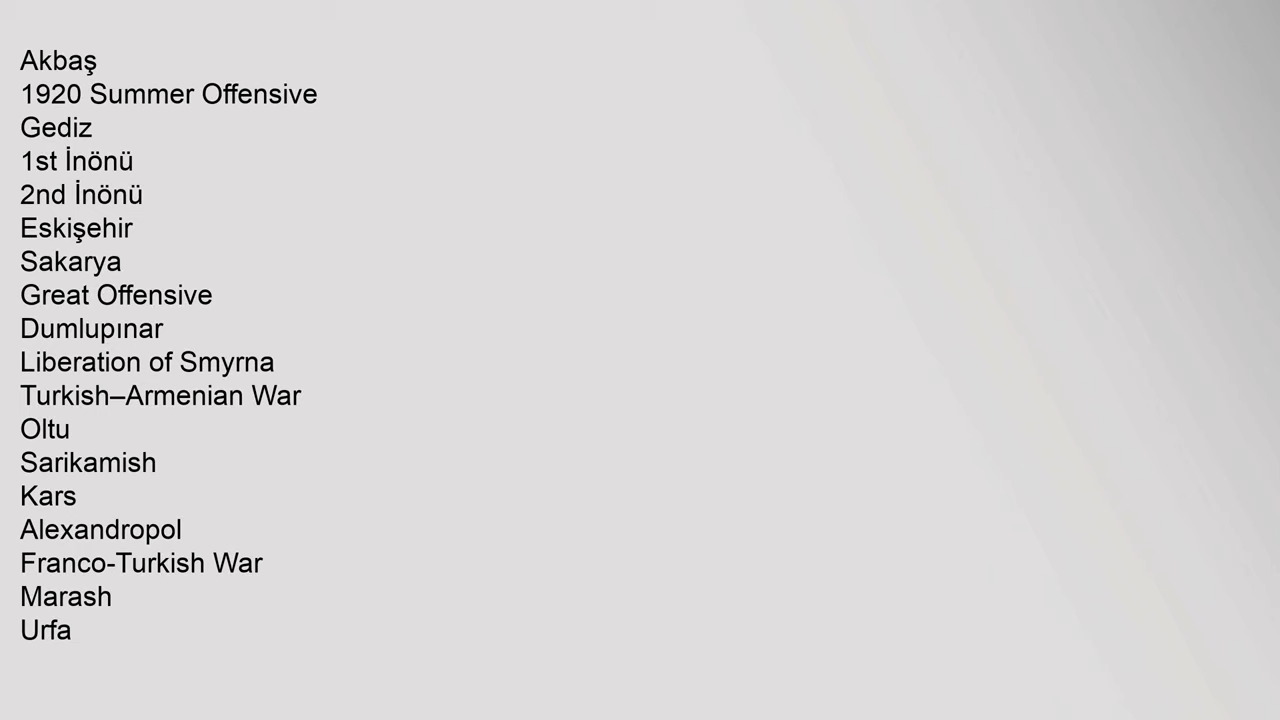 Akbaş
1920 Summer Offensive
Gediz
1st İnönü
2nd İnönü
Eskişehir
Sakarya
Great Offensive
Dumlupınar
Liberation of Smyrna
Turkish–Armenian War
Oltu
Sarikamish
Kars
Alexandropol
Franco-Turkish War
Marash
Urfa